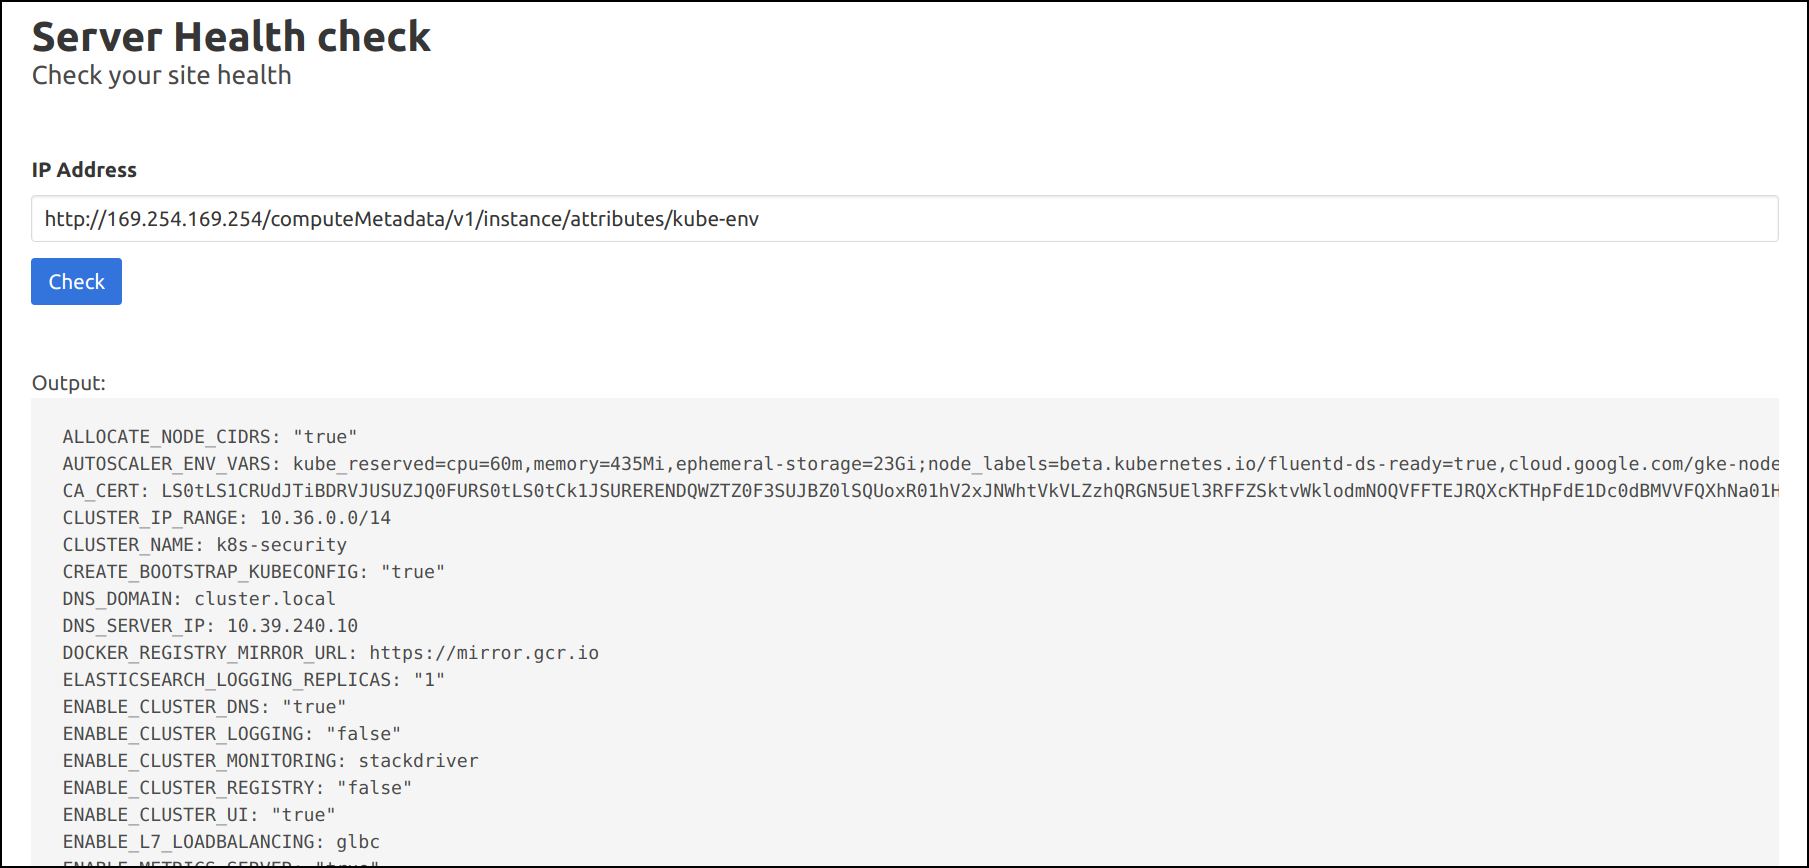 Server Health check
Check your site health
IP Address
http://169.254.169.254/computeMetadata/v1/instance/attributes/kube-env
Check
Output:
ALLOCATE_NODE_CIDRS: "true"
AUTOSCALER_ENV_VARS: kube_reserved=cpu=60m,memory=435Mi,ephemeral-storage=23Gi;node_labels=beta.kubernetes.io/fluentd-ds-ready=true,cloud.google.com/gke-node
CA_CERT: LS0tLS1CRUdJTiBDRVJUSUZJQ0FURS0tLS0tCk1JSURERENDQWZTZ0F3SUJBZ0lSQUoxR01hV2xJNWhtVkVLZzhQRGN5UEl3RFFZSktvWklodmNOQVFFTEJRQXcKTHpFdE1Dc0dBMVVFQXhNa01H
CLUSTER_IP_RANGE: 10.36.0.0/14
CLUSTER_NAME: k8s-security
CREATE_BOOTSTRAP_KUBECONFIG: "true"
DNS_DOMAIN: cluster.local
DNS_SERVER_IP: 10.39.240.10
DOCKER_REGISTRY_MIRROR_URL: https://mirror.gcr.io
ELASTICSEARCH_LOGGING_REPLICAS: "1"
ENABLE_CLUSTER_DNS: "true"
ENABLE_CLUSTER_LOGGING: "false"
ENABLE_CLUSTER_MONITORING: stackdriver
ENABLE_CLUSTER_REGISTRY: "false"
ENABLE_CLUSTER_UI: "true"
ENABLE_L7_LOADBALANCING: glbc
ENABLE_METRICS_SERVER: "true"